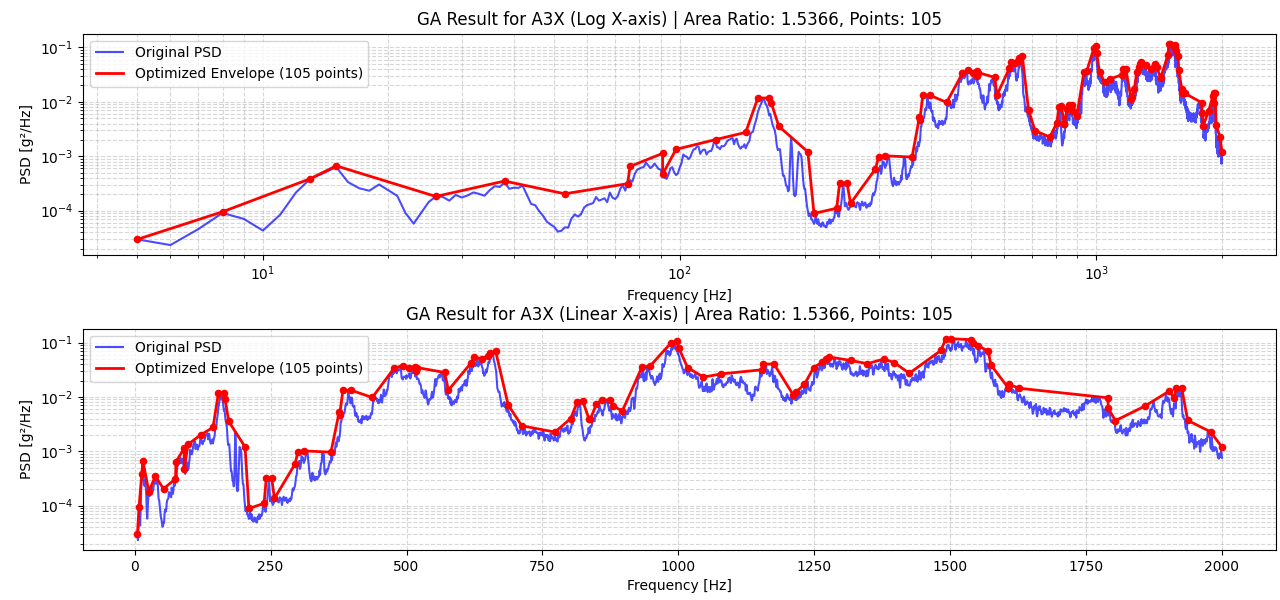 GA Result for A3X (Log X-axis) | Area Ratio: 1.5366, Points: 105
Original PSD
Optimized Envelope (105 points)
PSD [g²/Hz]
10⁻¹
10⁻²
10⁻³
10⁻⁴
10¹ 10² 10³
Frequency [Hz]
GA Result for A3X (Linear X-axis) | Area Ratio: 1.5366, Points: 105
Original PSD
Optimized Envelope (105 points)
PSD [g²/Hz]
10⁻¹
10⁻²
10⁻³
10⁻⁴
0 250 500 750 1000 1250 1500 1750 2000
Frequency [Hz]